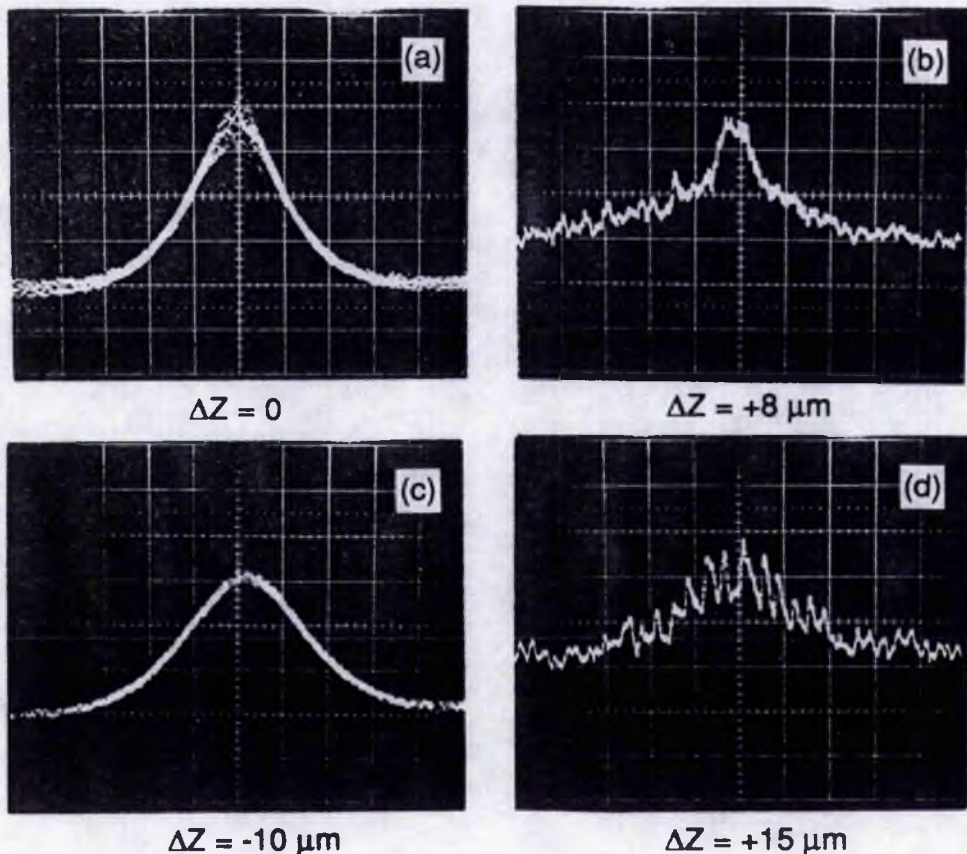 (a)
(b)
ΔZ = 0
ΔZ = +8 μm
(c)
(d)
ΔZ = -10 μm
ΔZ = +15 μm